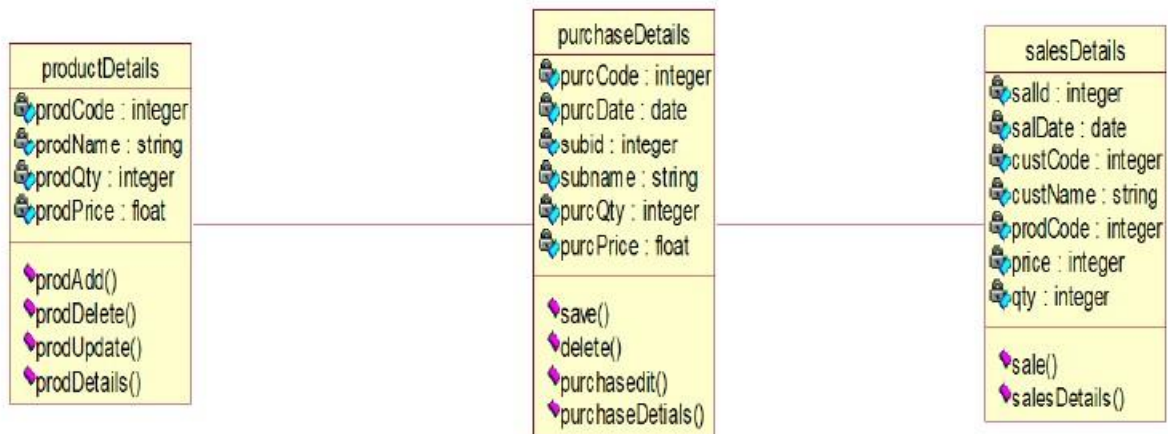 productDetails
prodCode : integer
prodName : string
prodQty : integer
prodPrice : float
prodAdd()
prodDelete()
prodUpdate()
prodDetails()
purchaseDetails
purcCode : integer
purcDate : date
subid : integer
subname : string
purcQty : integer
purcPrice : float
save()
delete()
purchasedit()
purchaseDetials()
salesDetails
salId : integer
salDate : date
custCode : integer
custName : string
prodCode : integer
price : integer
qty : integer
sale()
salesDetails()